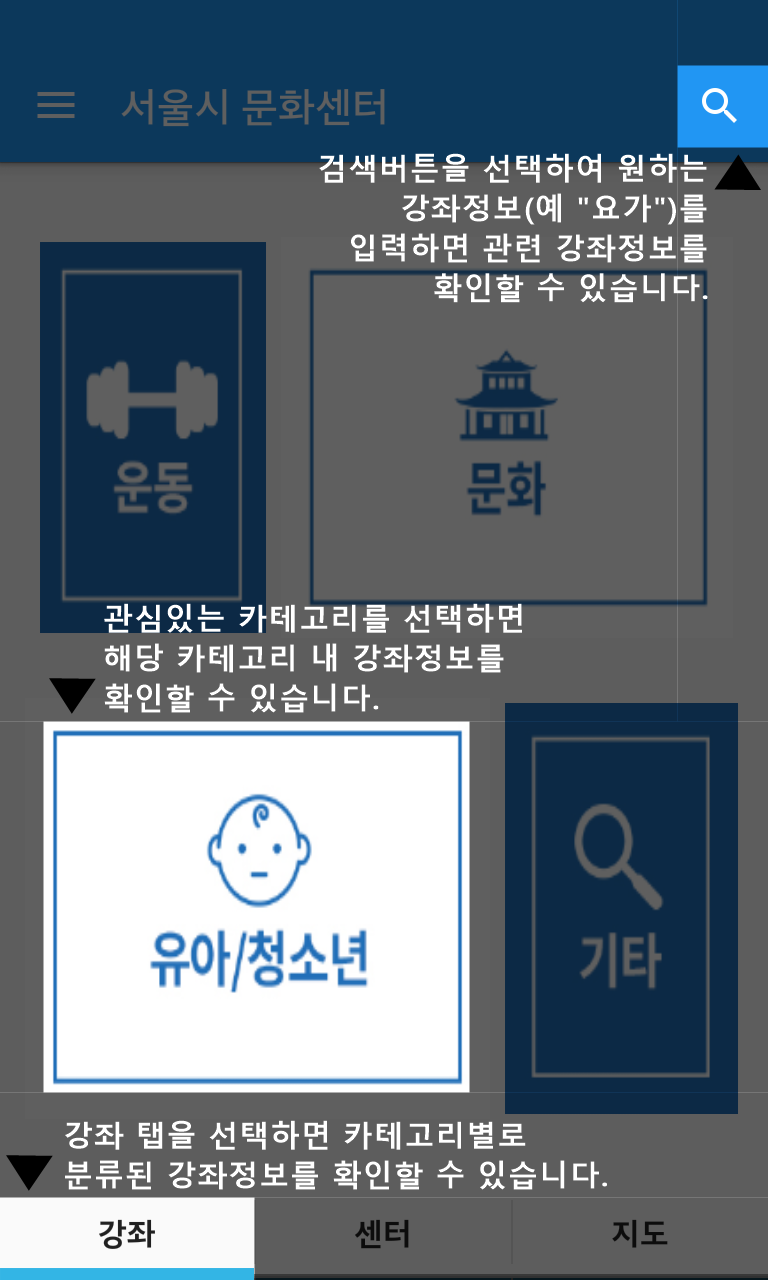 서울시 문화센터
검색버튼을 선택하여 원하는
강좌정보(예 "요가")를
입력하면 관련 강좌정보를
확인할 수 있습니다.
운동
문화
관심있는 카테고리를 선택하면
해당 카테고리 내 강좌정보를
확인할 수 있습니다.
유아/청소년
기타
강좌 탭을 선택하면 카테고리별로
분류된 강좌정보를 확인할 수 있습니다.
강좌
센터
지도